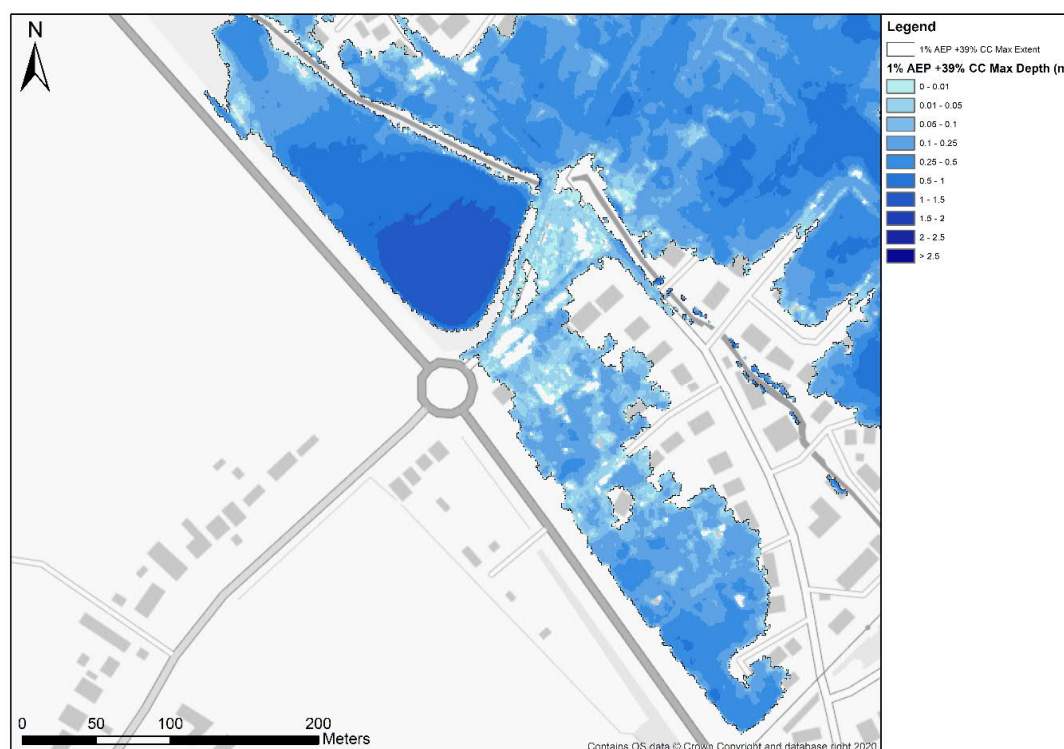 N
Legend
1% AEP +39% CC Max Extent
1% AEP +39% CC Max Depth (m
0 - 0.01
0.01 - 0.05
0.05 - 0.1
0.1 - 0.25
0.25 - 0.5
0.5 - 1
1 - 1.5
1.5 - 2
2 - 2.5
> 2.5
0 50 100 200
Meters
Contains OS data © Crown Copyright and database right 2020